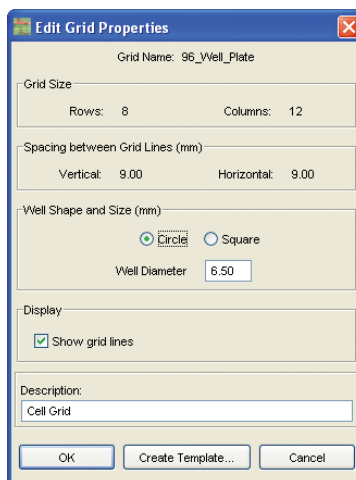 Edit Grid Properties
Grid Name: 96_Well_Plate
Grid Size
Rows: 8 Columns: 12
Spacing between Grid Lines (mm)
Vertical: 9.00 Horizontal: 9.00
Well Shape and Size (mm)
Circle Square
Well Diameter 6.50
Display
Show grid lines
Description:
Cell Grid
OK Create Template... Cancel